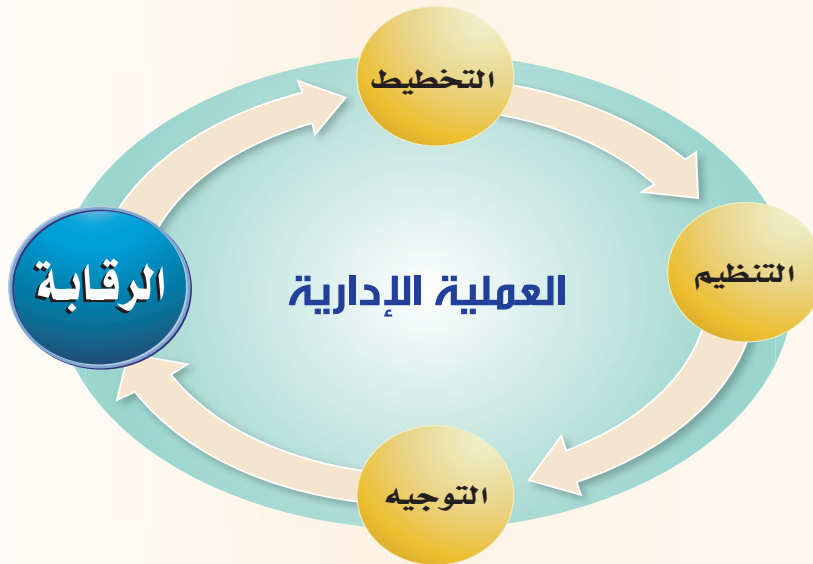 التخطيط
التنظيم
العملية الإدارية
الرقابة
التوجيه